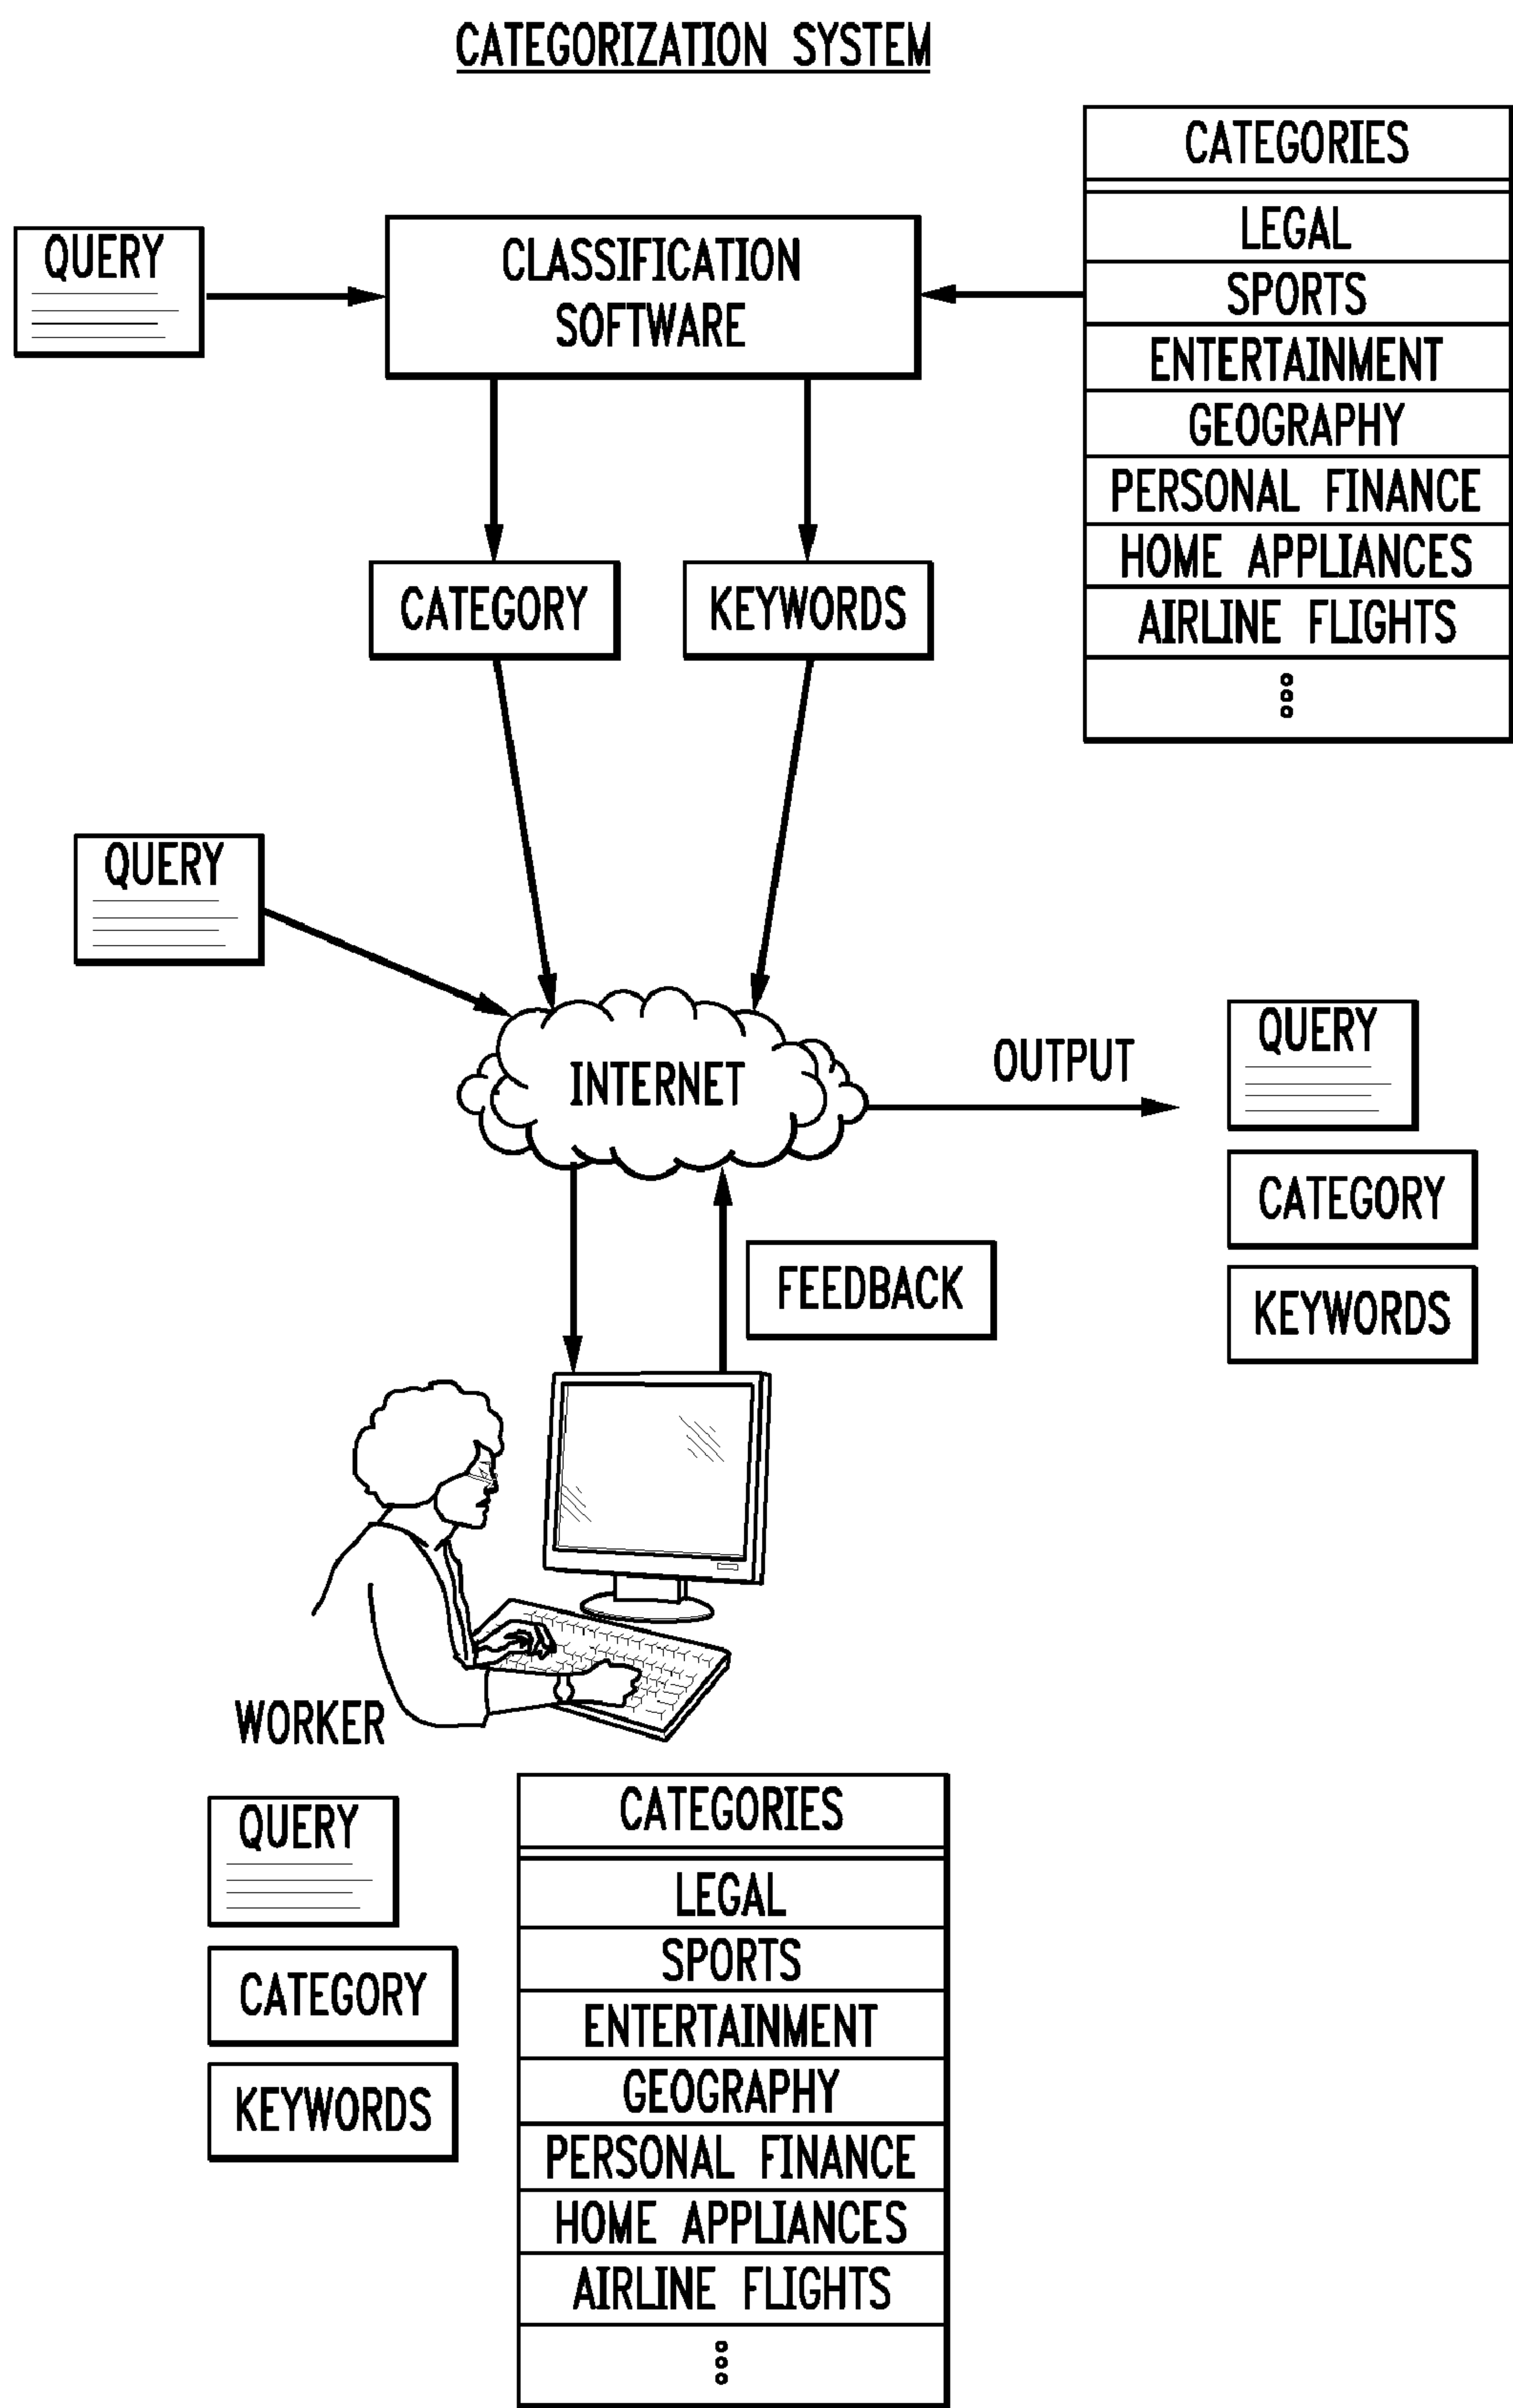 CATEGORIZATION SYSTEM
CATEGORIES
LEGAL
SPORTS
ENTERTAINMENT
GEOGRAPHY
PERSONAL FINANCE
HOME APPLIANCES
AIRLINE FLIGHTS
QUERY
CLASSIFICATION
SOFTWARE
CATEGORY
KEYWORDS
QUERY
INTERNET
OUTPUT
QUERY
CATEGORY
KEYWORDS
FEEDBACK
WORKER
QUERY
CATEGORY
KEYWORDS
CATEGORIES
LEGAL
SPORTS
ENTERTAINMENT
GEOGRAPHY
PERSONAL FINANCE
HOME APPLIANCES
AIRLINE FLIGHTS